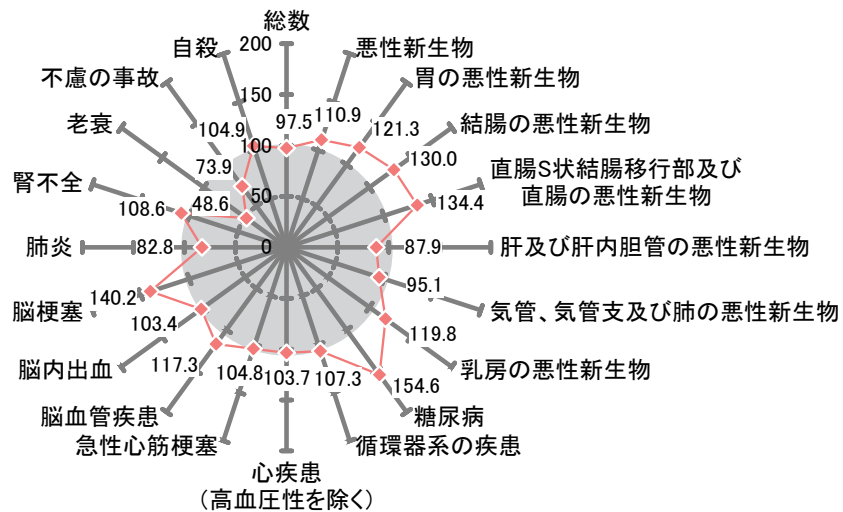 総数
97.5
悪性新生物
110.9
胃の悪性新生物
121.3
結腸の悪性新生物
130.0
直腸S状結腸移行部及び
直腸の悪性新生物
134.4
肝及び肝内胆管の悪性新生物
87.9
気管、気管支及び肺の悪性新生物
95.1
乳房の悪性新生物
119.8
糖尿病
154.6
循環器系の疾患
107.3
心疾患
(高血圧性を除く)
103.7
急性心筋梗塞
104.8
脳血管疾患
117.3
脳内出血
103.4
脳梗塞
140.2
肺炎
82.8
腎不全
108.6
老衰
48.6
不慮の事故
73.9
自殺
104.9
200
150
100
50
0